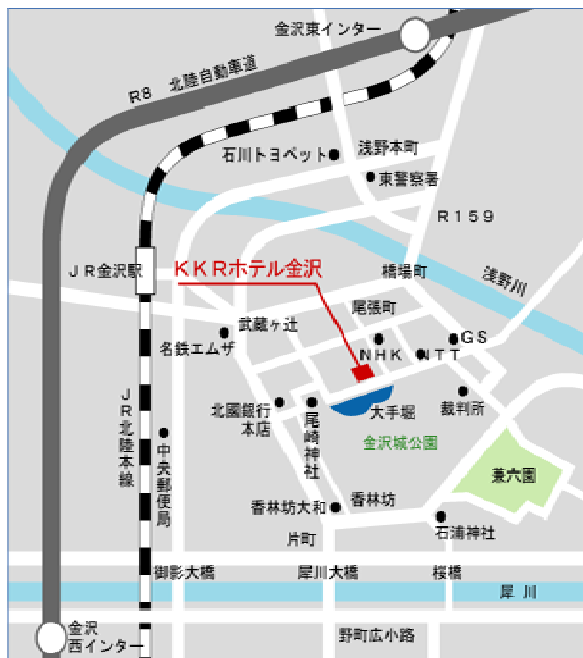 金沢東インター
R8 北陸自動車道
石川トヨペット
浅野本町
東警察署
R159
JR金沢駅
KKRホテル金沢
橋場町
浅野川
尾張町
武蔵ヶ辻
名鉄エムザ
NHK
NTT
GS
北國銀行
本店
尾崎神社
大手堀
裁判所
JR北陸本線
中央郵便局
金沢城公園
兼六園
香林坊大和
香林坊
石浦神社
片町
御影大橋
犀川大橋
桜橋
犀川
金沢
西インター
野町広小路